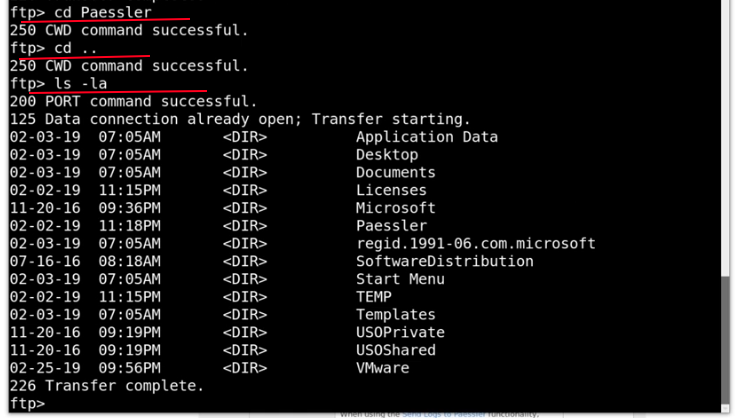 ftp> cd Paessler
250 CWD command successful.
ftp> cd ..
250 CWD command successful.
ftp> ls -la
200 PORT command successful.
125 Data connection already open; Transfer starting.
02-03-19  07:05AM       <DIR>          Application Data
02-03-19  07:05AM       <DIR>          Desktop
02-03-19  07:05AM       <DIR>          Documents
02-02-19  11:15PM       <DIR>          Licenses
11-20-16  09:36PM       <DIR>          Microsoft
02-02-19  11:18PM       <DIR>          Paessler
02-03-19  07:05AM       <DIR>          regid.1991-06.com.microsoft
07-16-16  08:18AM       <DIR>          SoftwareDistribution
02-03-19  07:05AM       <DIR>          Start Menu
02-02-19  11:15PM       <DIR>          TEMP
02-03-19  07:05AM       <DIR>          Templates
11-20-16  09:19PM       <DIR>          USOPrivate
11-20-16  09:19PM       <DIR>          USOShared
02-25-19  09:56PM       <DIR>          VMware
226 Transfer complete.
ftp>
When using the Send Logs to Paessler functionality,